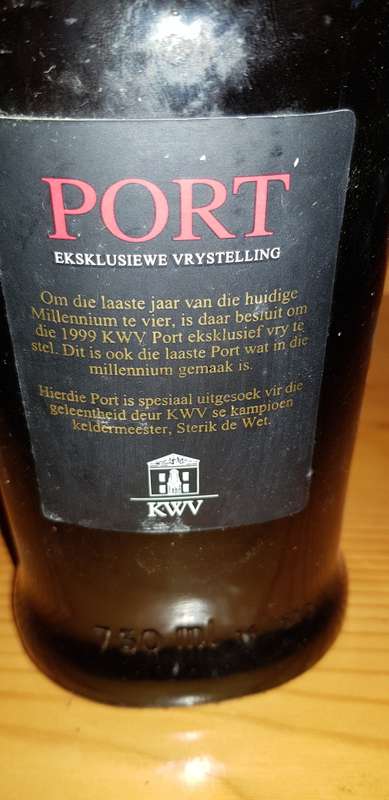 PORT
EKSKLUSIEWE VRYSTELLING
Om die laaste jaar van die huidige
Millennium te vier, is daar besluit om
die 1999 KWV Port eksklusief vry te
stel. Dit is ook die laaste Port wat in die
millennium gemaak is.
Hierdie Port is spesiaal uitgesoek vir die
geleentheid deur KWV se kampioen
keldermeester, Sterik de Wet.
KWV
750 ml